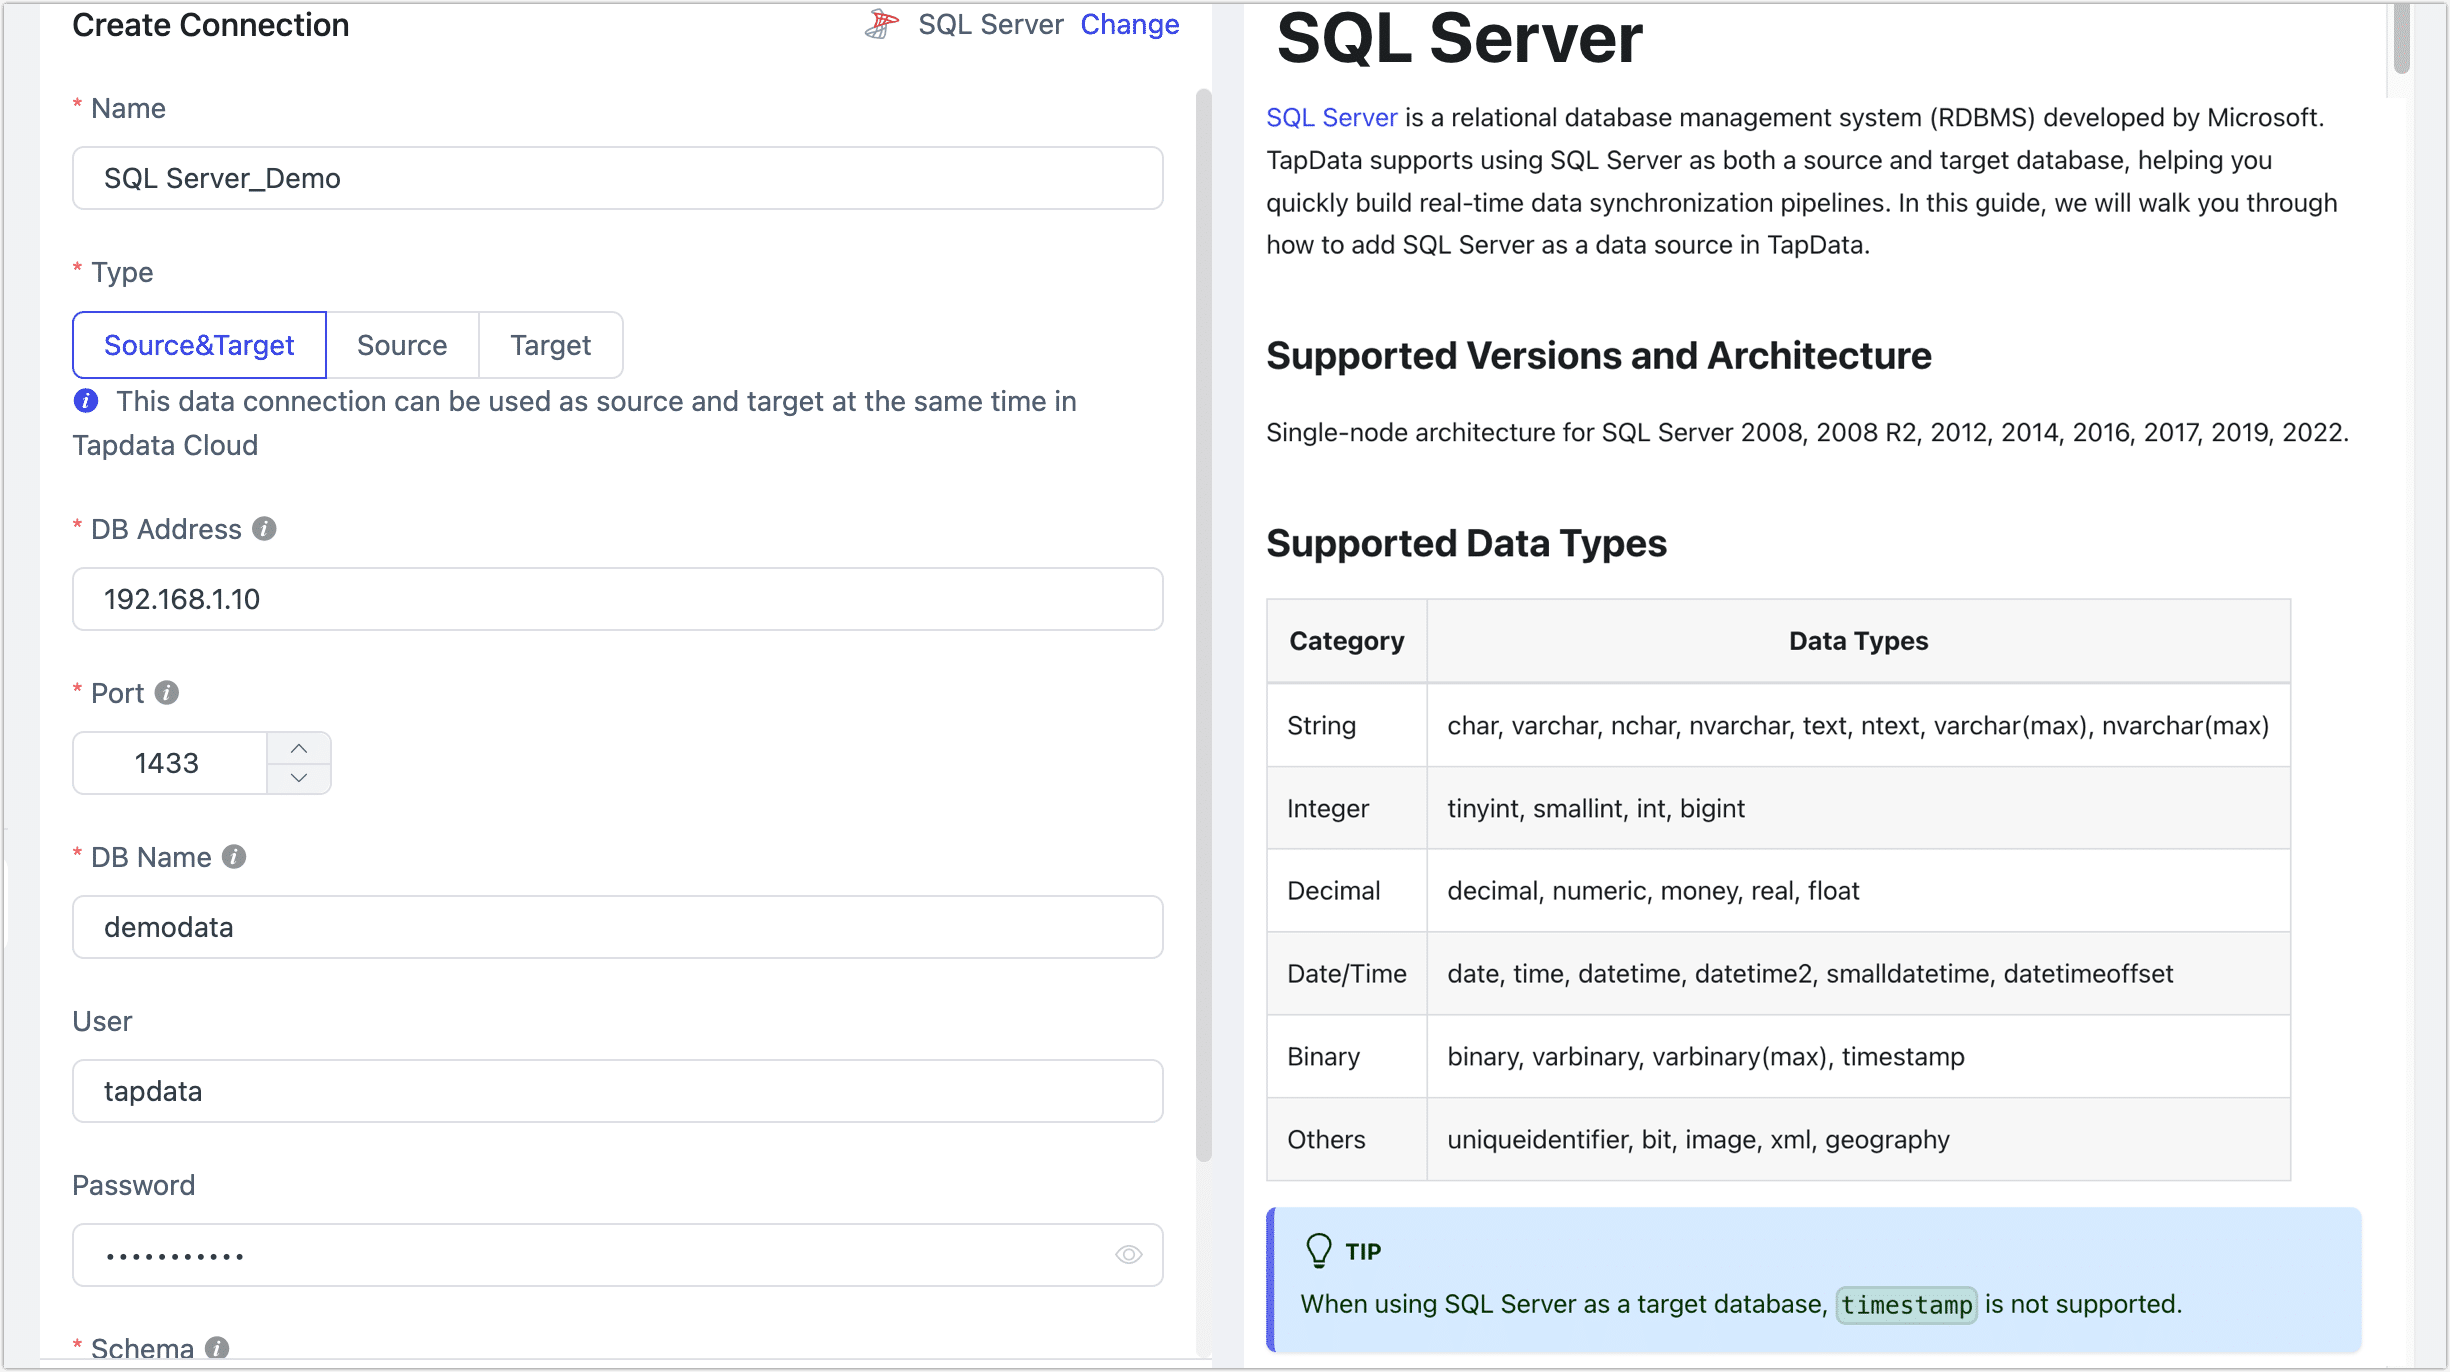 Create Connection
SQL Server Change
* Name
SQL Server_Demo
* Type
Source&Target Source Target
This data connection can be used as source and target at the same time in
Tapdata Cloud
* DB Address
192.168.1.10
* Port
1433
* DB Name
demodata
User
tapdata
Password
•••••••••••
* Schema
SQL Server
SQL Server is a relational database management system (RDBMS) developed by Microsoft.
TapData supports using SQL Server as both a source and target database, helping you
quickly build real-time data synchronization pipelines. In this guide, we will walk you through
how to add SQL Server as a data source in TapData.
Supported Versions and Architecture
Single-node architecture for SQL Server 2008, 2008 R2, 2012, 2014, 2016, 2017, 2019, 2022.
Supported Data Types
Category Data Types
String char, varchar, nchar, nvarchar, text, ntext, varchar(max), nvarchar(max)
Integer tinyint, smallint, int, bigint
Decimal decimal, numeric, money, real, float
Date/Time date, time, datetime, datetime2, smalldatetime, datetimeoffset
Binary binary, varbinary, varbinary(max), timestamp
Others uniqueidentifier, bit, image, xml, geography
TIP
When using SQL Server as a target database, timestamp is not supported.